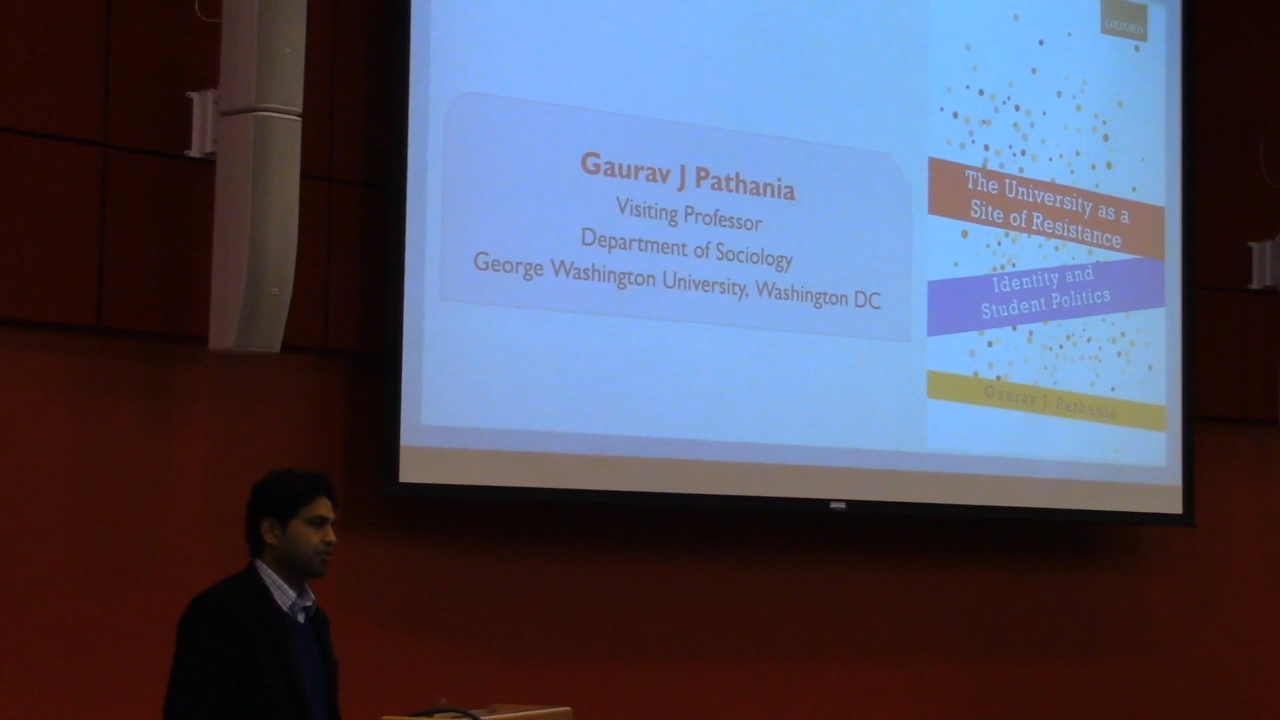 Gaurav J Pathania
Visiting Professor
Department of Sociology
George Washington University, Washington DC
OXFORD
The University as a
Site of Resistance
Identity and
Student Politics
Gaurav J Pathania